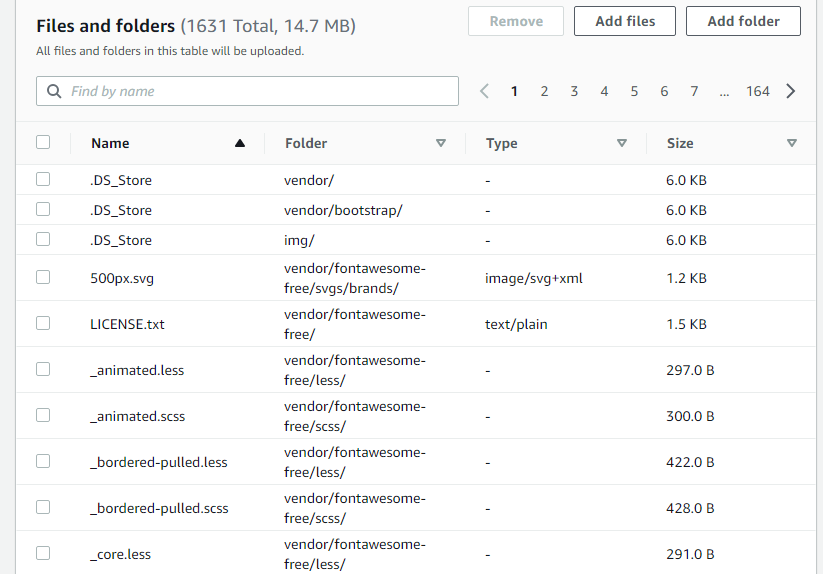 Files and folders (1631 Total, 14.7 MB)
Remove Add files Add folder
All files and folders in this table will be uploaded.
Find by name
1 2 3 4 5 6 7 ... 164
Name Folder Type Size
.DS_Store vendor/ - 6.0 KB
.DS_Store vendor/bootstrap/ - 6.0 KB
.DS_Store img/ - 6.0 KB
500px.svg vendor/fontawesome- image/svg+xml 1.2 KB
free/svgs/brands/
LICENSE.txt vendor/fontawesome- text/plain 1.5 KB
free/
_animated.less vendor/fontawesome- - 297.0 B
free/less/
_animated.scss vendor/fontawesome- - 300.0 B
free/scss/
_bordered-pulled.less vendor/fontawesome- - 422.0 B
free/less/
_bordered-pulled.scss vendor/fontawesome- - 428.0 B
free/scss/
_core.less vendor/fontawesome- - 291.0 B
free/less/